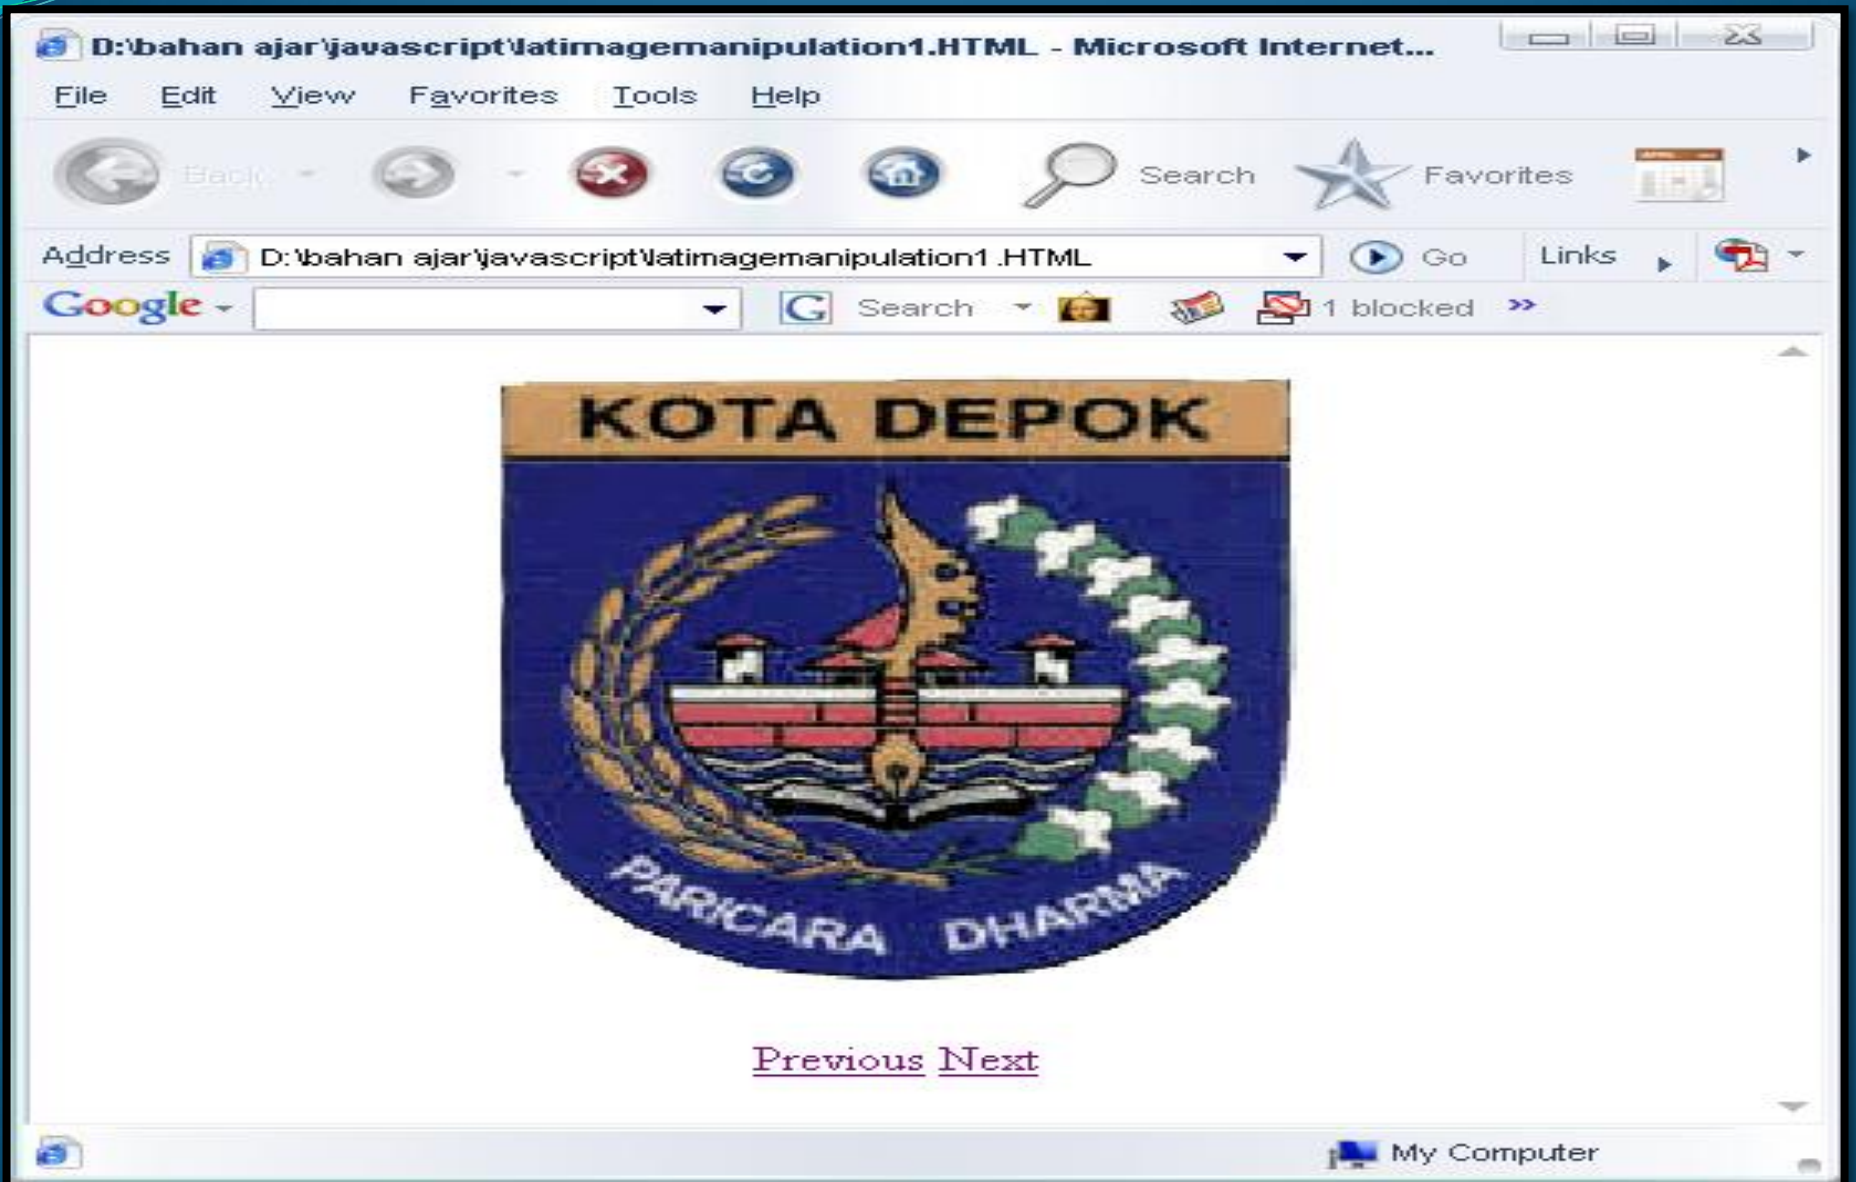 D:\bahan ajar\javascript\latimagemanipulation1.HTML - Microsoft Internet...
File Edit View Favorites Tools Help
Back Search Favorites
Address D:\bahan ajar\javascript\latimagemanipulation1.HTML Go Links
Google G Search 1 blocked »
KOTA DEPOK
PARICARA DHARMA
Previous Next
My Computer